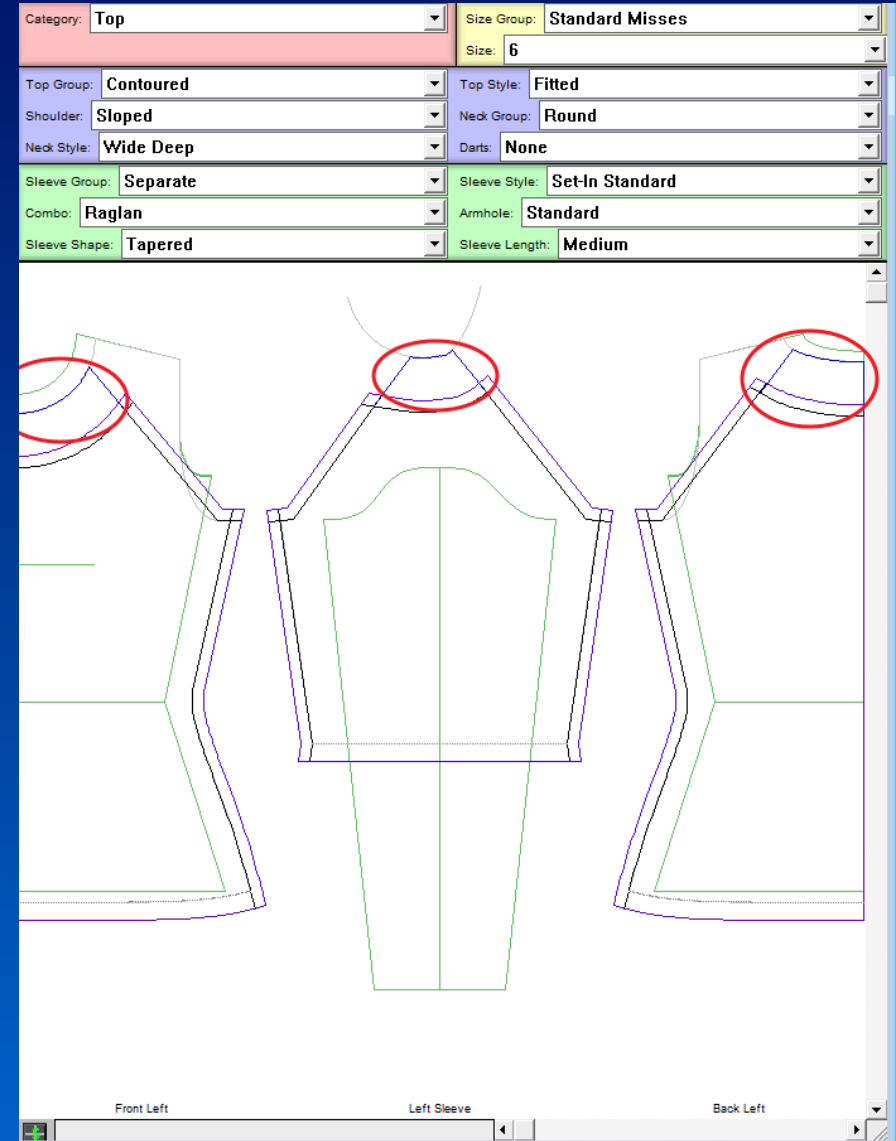 Category: Top Size Group: Standard Misses
Size: 6
Top Group: Contoured Top Style: Fitted
Shoulder: Sloped Neck Group: Round
Neck Style: Wide Deep Darts: None
Sleeve Group: Separate Sleeve Style: Set-In Standard
Combo: Raglan Armhole: Standard
Sleeve Shape: Tapered Sleeve Length: Medium
Front Left Left Sleeve Back Left